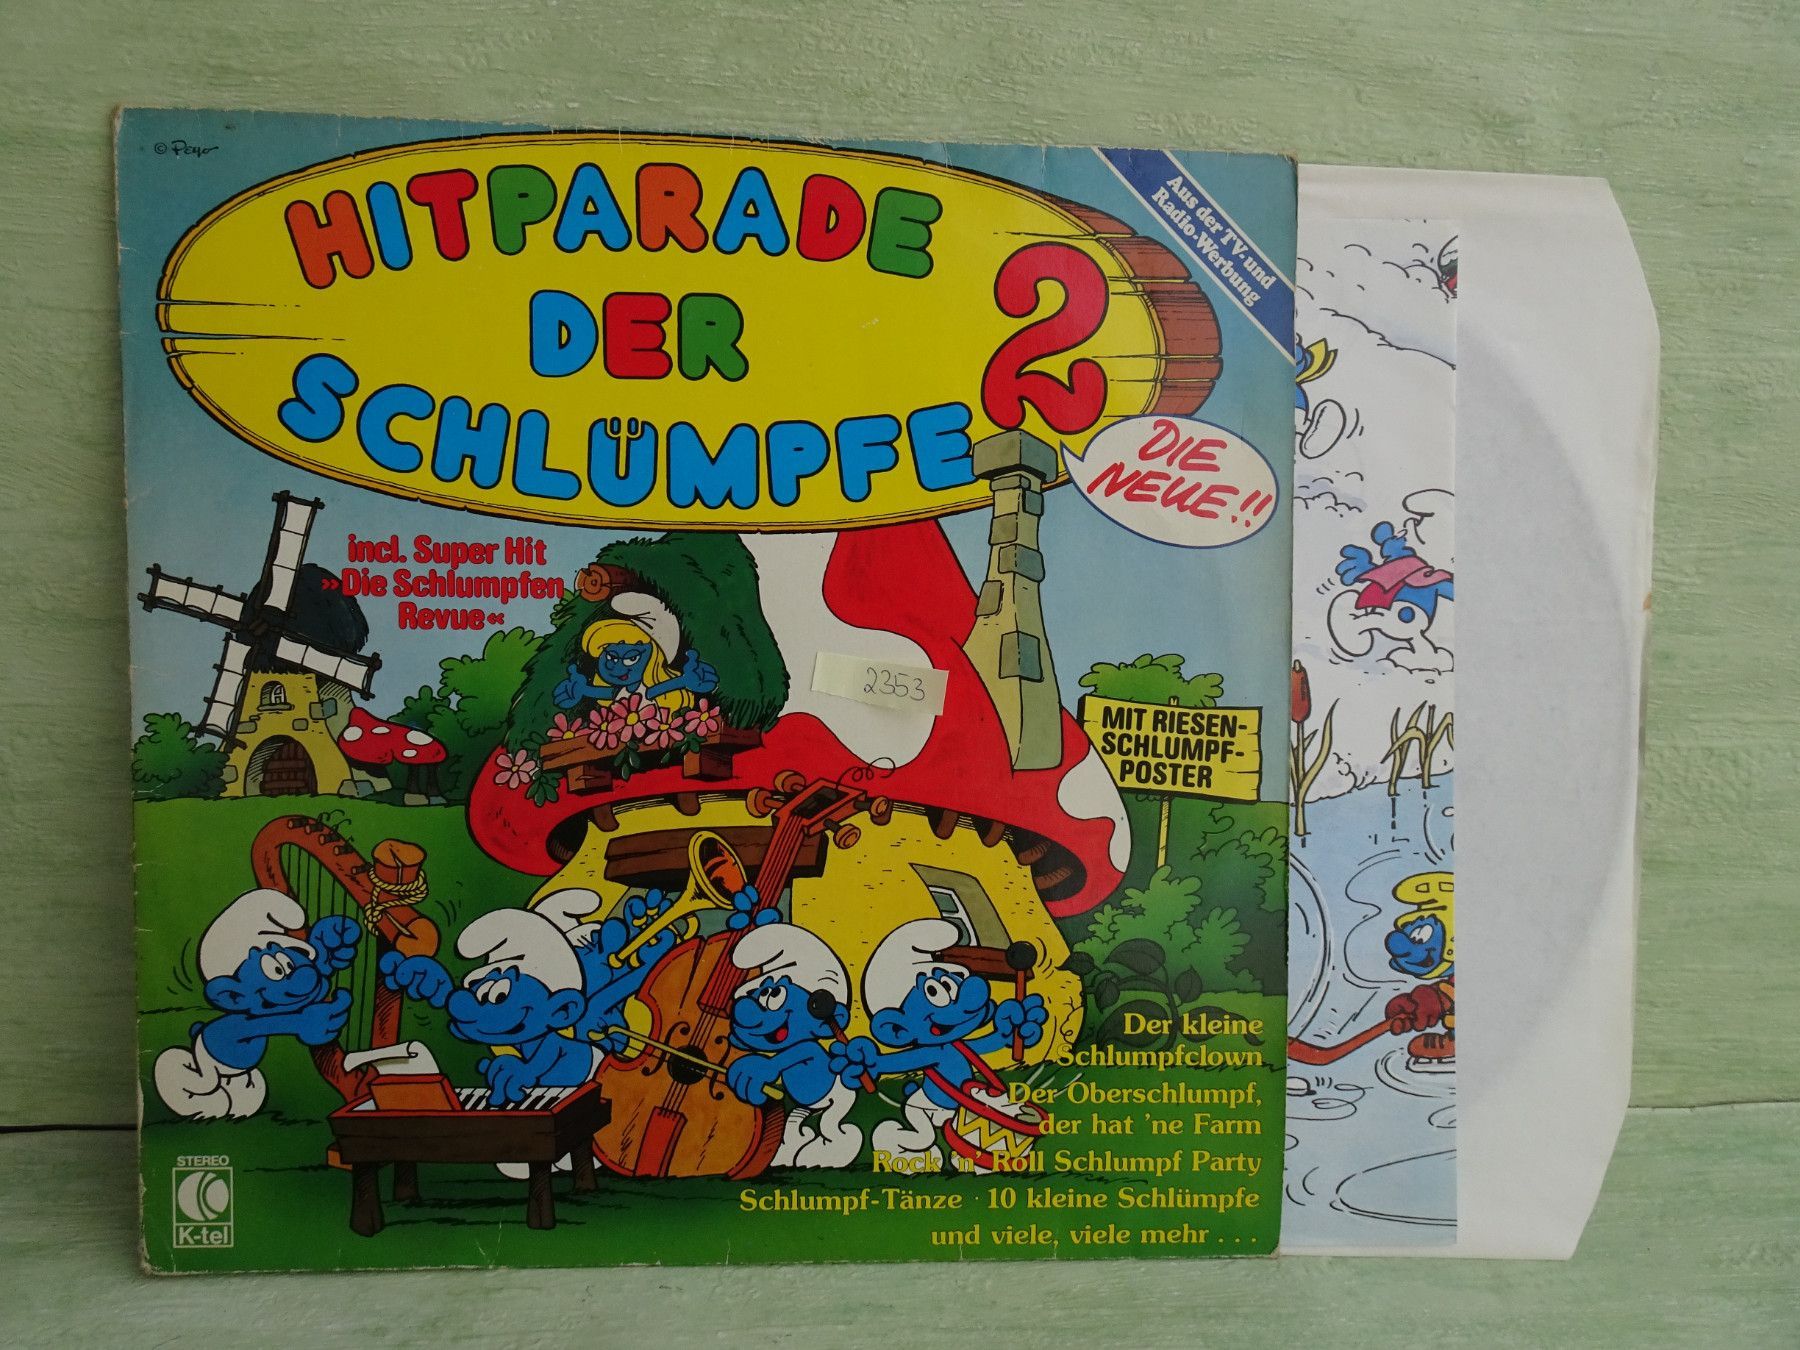 © Peyo
HITPARADE
DER
SCHLÜMPFE 2
Aus der TV- und
Radio-Werbung
DIE
NEUE!!
incl. Super Hit
»Die Schlumpfen
Revue«
2353
MIT RIESEN-
SCHLUMPF-
POSTER
Der kleine
Schlumpfclown
Der Oberschlumpf,
der hat 'ne Farm
Rock 'n' Roll Schlumpf Party
Schlumpf-Tänze · 10 kleine Schlümpfe
und viele, viele mehr . . .
STEREO
K-tel